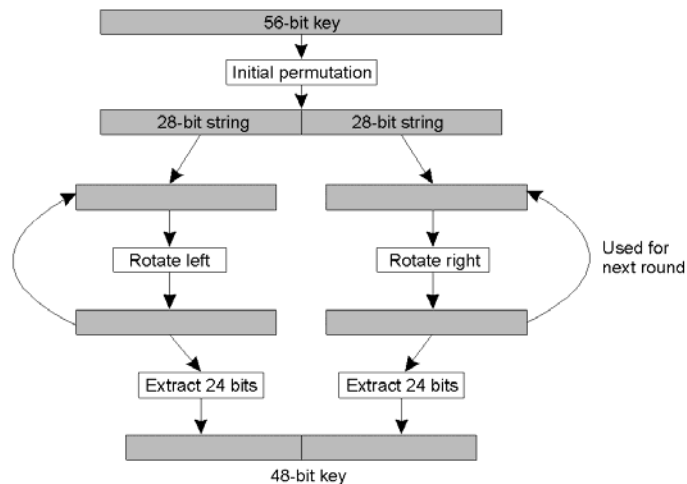 56-bit key
Initial permutation
28-bit string
28-bit string
Rotate left
Rotate right
Used for
next round
Extract 24 bits
Extract 24 bits
48-bit key